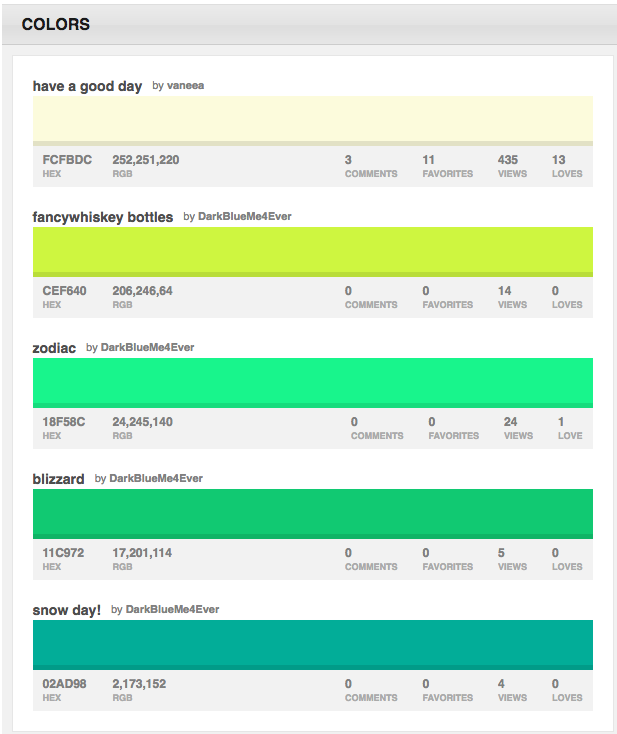 COLORS
have a good day by vaneea
FCFBDC 252,251,220 3 11 435 13
HEX RGB COMMENTS FAVORITES VIEWS LOVES
fancywhiskey bottles by DarkBlueMe4Ever
CEF640 206,246,64 0 0 14 0
HEX RGB COMMENTS FAVORITES VIEWS LOVES
zodiac by DarkBlueMe4Ever
18F58C 24,245,140 0 0 24 1
HEX RGB COMMENTS FAVORITES VIEWS LOVE
blizzard by DarkBlueMe4Ever
11C972 17,201,114 0 0 5 0
HEX RGB COMMENTS FAVORITES VIEWS LOVES
snow day! by DarkBlueMe4Ever
02AD98 2,173,152 0 0 4 0
HEX RGB COMMENTS FAVORITES VIEWS LOVES